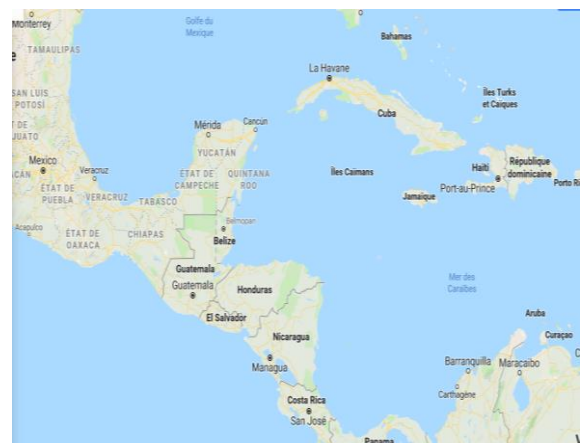 Monterrey
Golfe du
Mexique
Bahamas
TAMAULIPAS
La Havane
SAN LUIS
POTOSÍ
Îles Turks
et Caïques
Cancún
Cuba
Mérida
JUATO
YUCATÁN
Haïti
République
dominicaine
Mexico
Veracruz
ÉTAT DE
CAMPECHE
QUINTANA
ROO
Îles Caïmans
Port-au-Prince
Porto Ri
ÉTAT DE
PUEBLA
VERACRUZ
TABASCO
Jamaïque
Acapulco
Belmopan
ÉTAT DE
OAXACA
CHIAPAS
Belize
Guatemala
Guatemala
Honduras
Mer des
Caraïbes
El Salvador
Aruba
Nicaragua
Curaçao
Managua
Barranquilla
Maracaibo
Costa Rica
Carthagène
San José
Panama